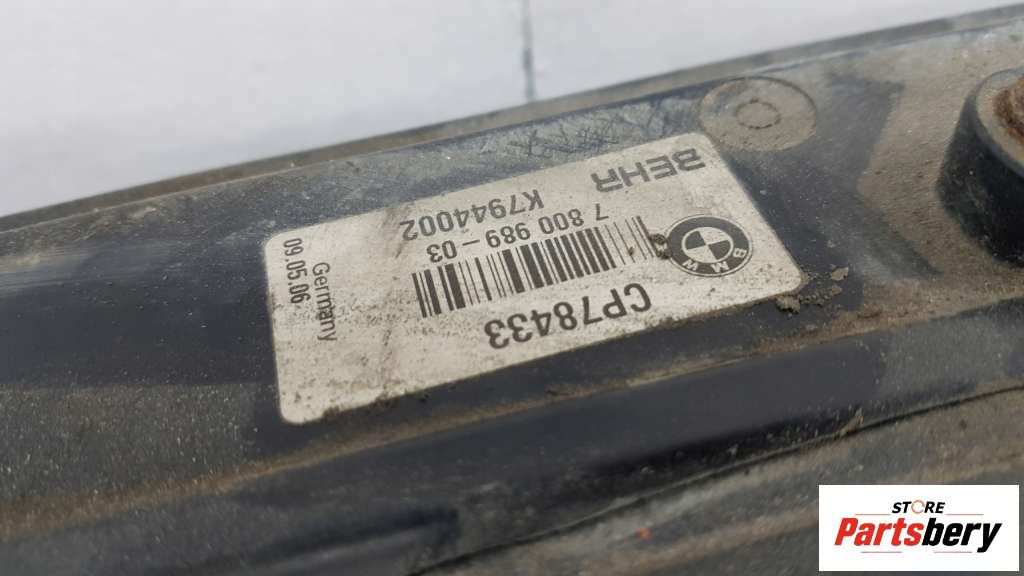 BEHR
K7944002
7 800 989 - 03
BMW
CP78433
Germany
09.05.06
STORE
Partsbery